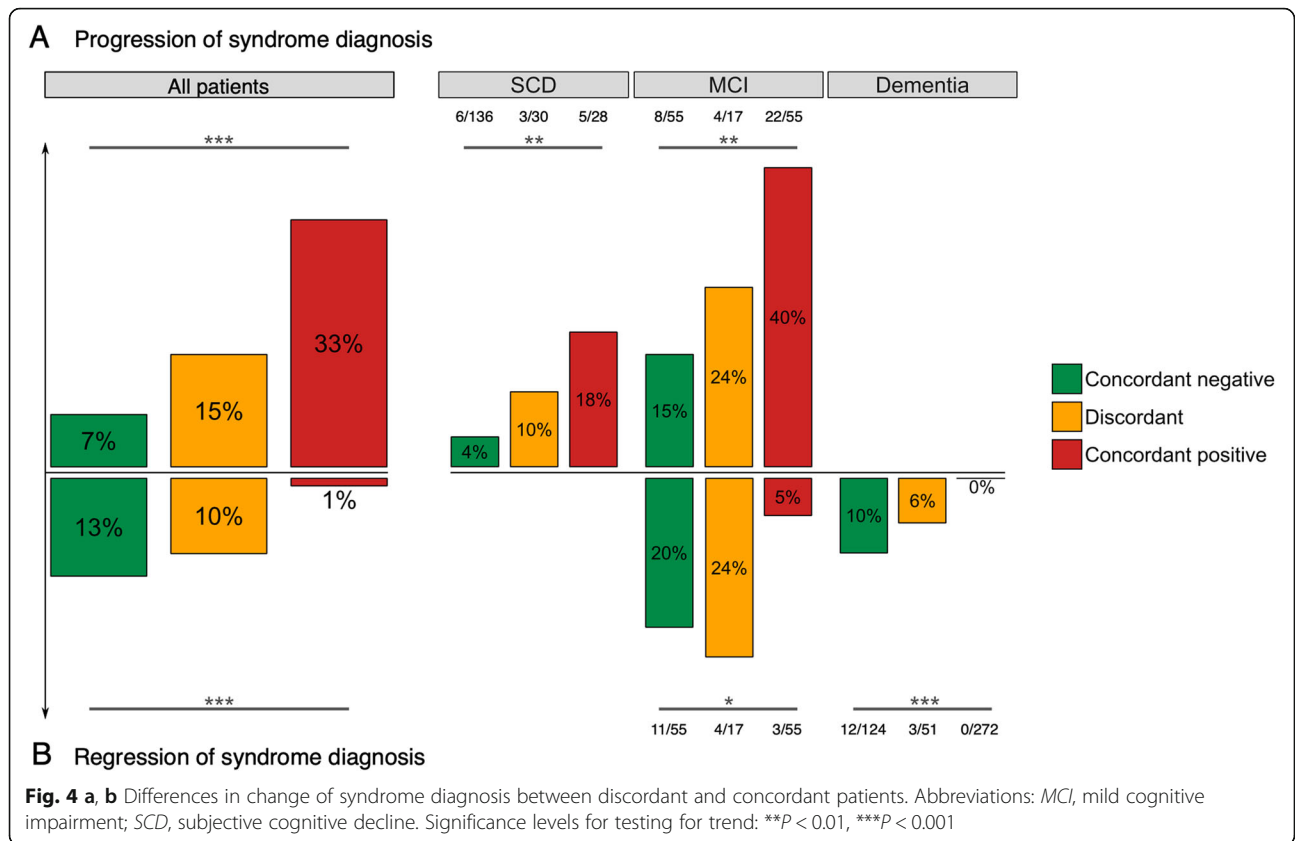 A Progression of syndrome diagnosis
All patients
SCD
MCI
Dementia
6/136 3/30 5/28
8/55 4/17 22/55
***
**
**
7%
15%
33%
4%
10%
18%
15%
24%
40%
13%
10%
1%
20%
24%
5%
10%
6%
0%
Concordant negative
Discordant
Concordant positive
***
*
***
11/55 4/17 3/55
12/124 3/51 0/272
B Regression of syndrome diagnosis
Fig. 4 a, b Differences in change of syndrome diagnosis between discordant and concordant patients. Abbreviations: MCI, mild cognitive
impairment; SCD, subjective cognitive decline. Significance levels for testing for trend: **P < 0.01, ***P < 0.001